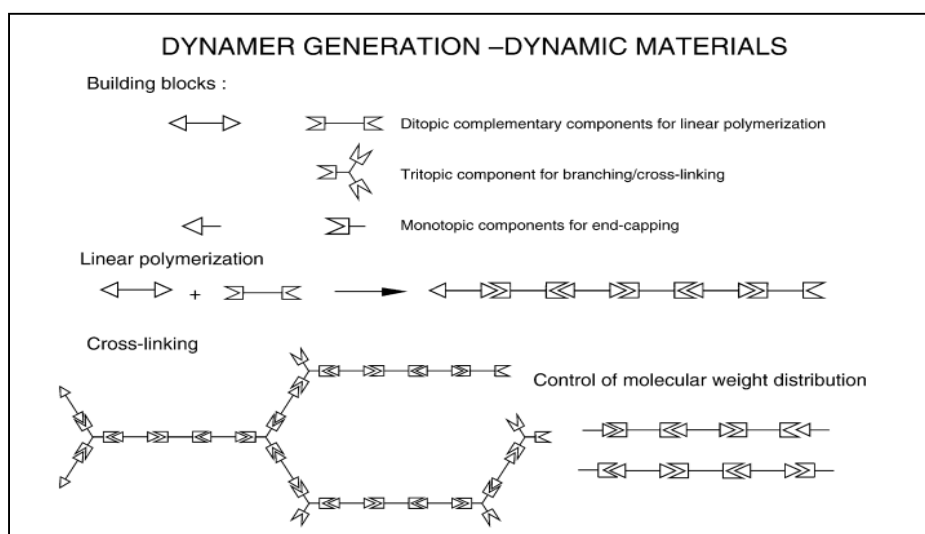 DYNAMER GENERATION –DYNAMIC MATERIALS
Building blocks :
Ditopic complementary components for linear polymerization
Tritopic component for branching/cross-linking
Monotopic components for end-capping
Linear polymerization
+
Cross-linking
Control of molecular weight distribution